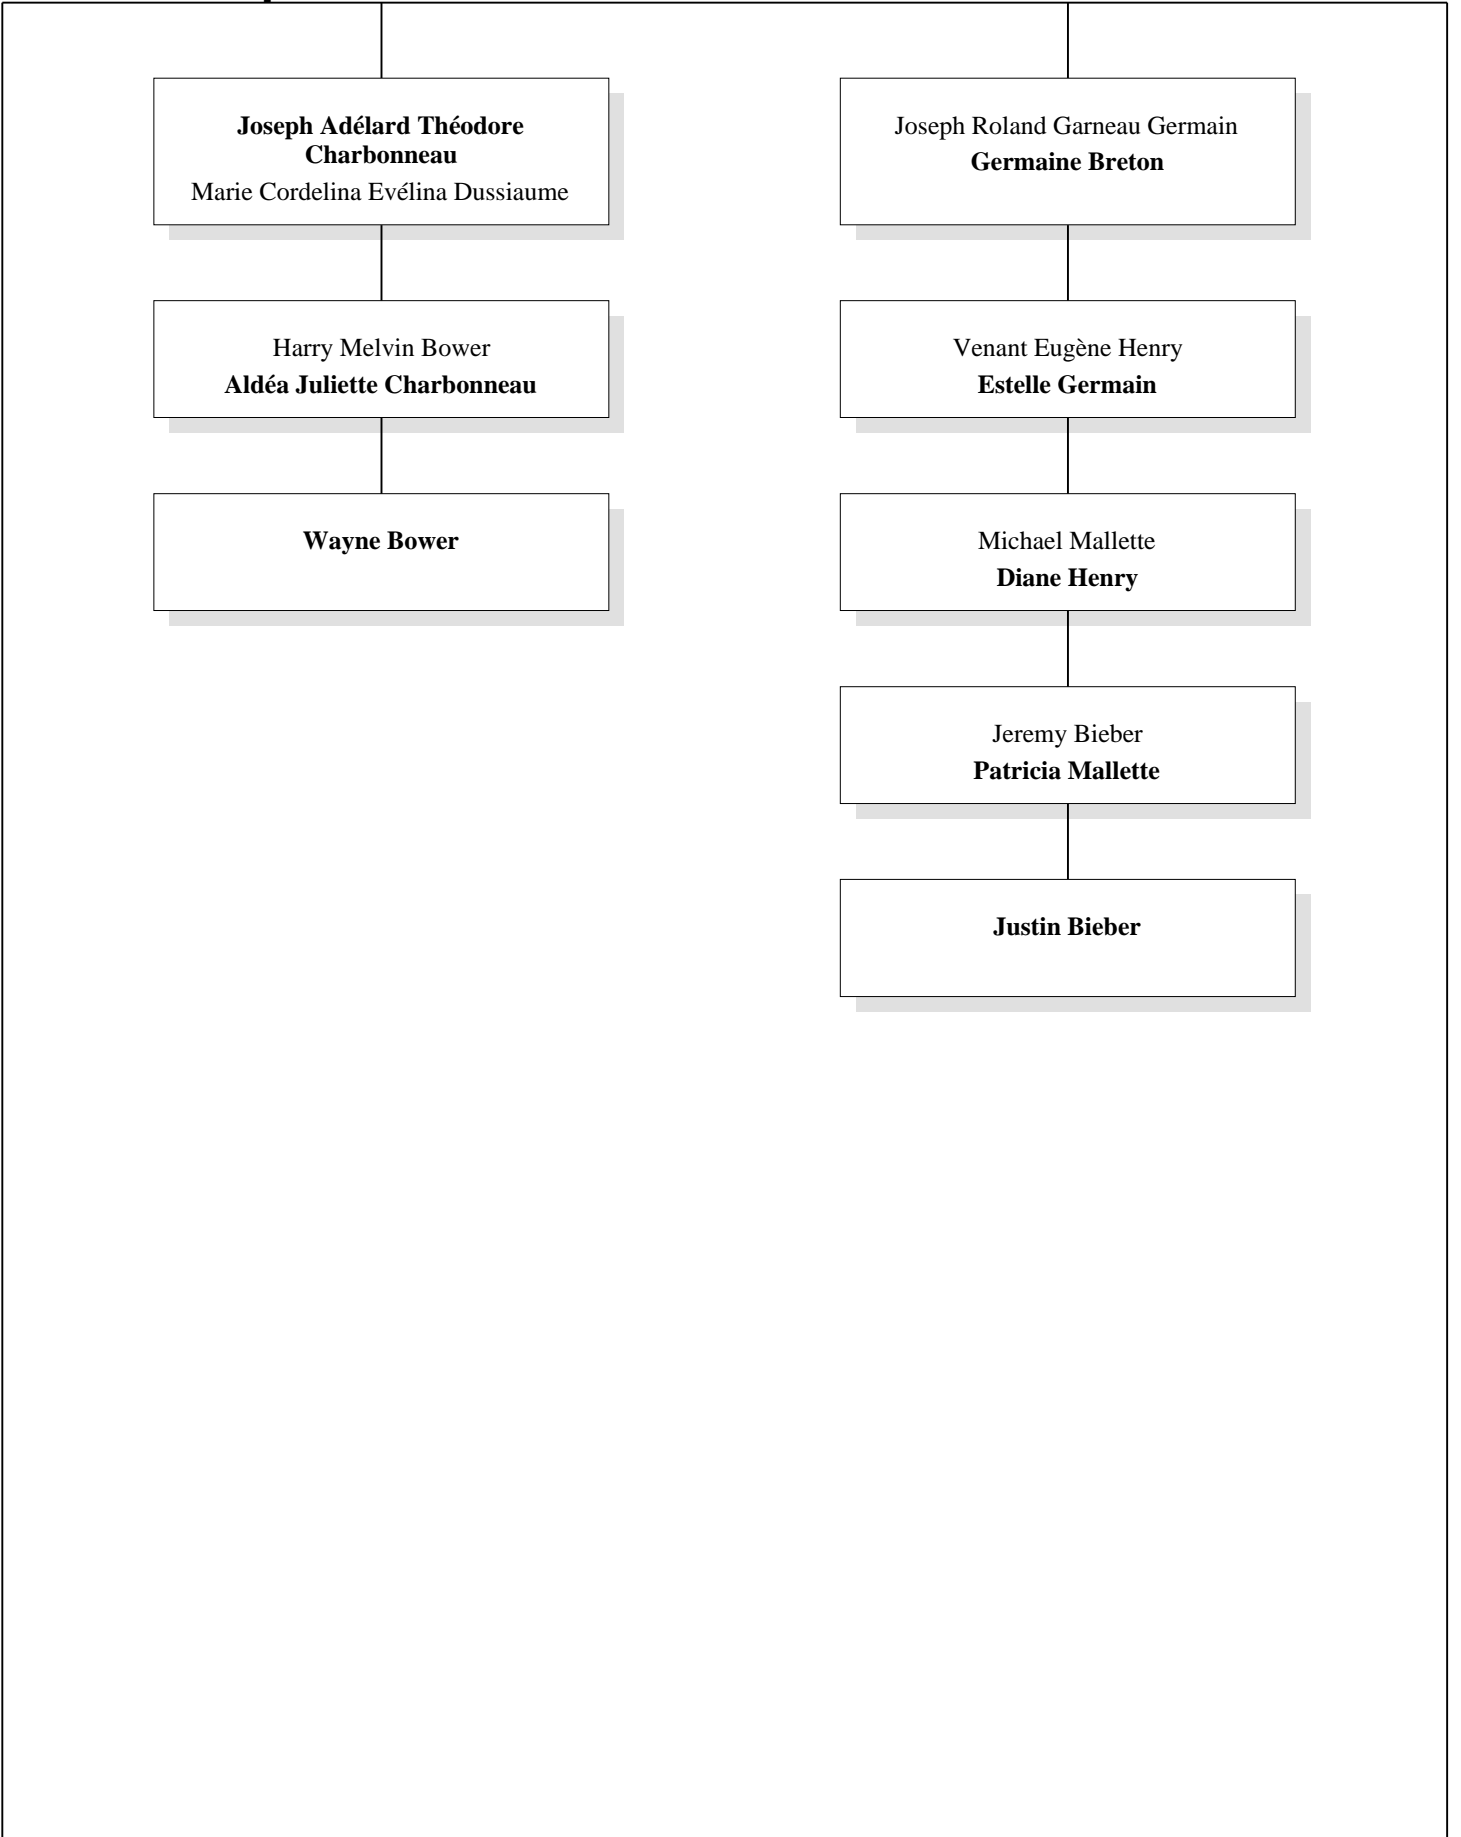 Joseph Adélard Théodore
Charbonneau
Marie Cordelina Evélina Dussiaume
Joseph Roland Garneau Germain
Germaine Breton
Harry Melvin Bower
Aldéa Juliette Charbonneau
Venant Eugène Henry
Estelle Germain
Wayne Bower
Michael Mallette
Diane Henry
Jeremy Bieber
Patricia Mallette
Justin Bieber